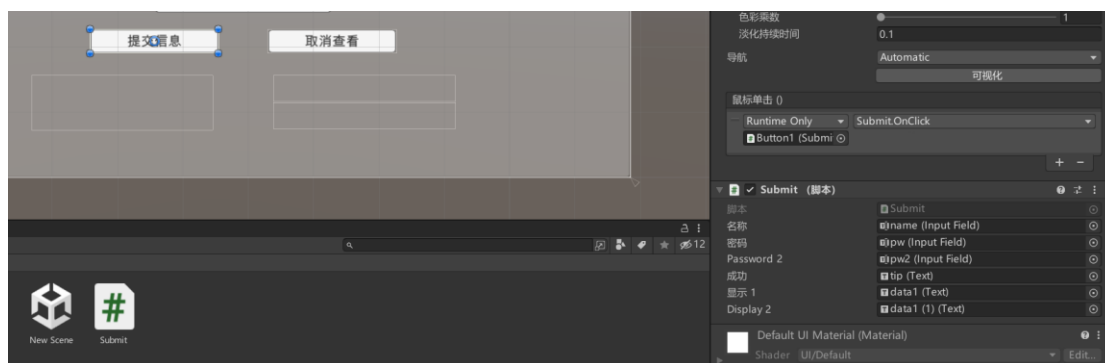 提交信息
取消查看
12
New Scene
Submit
色彩乘数
1
淡化持续时间
0.1
导航
Automatic
可视化
鼠标单击 ()
Runtime Only
Submit.OnClick
Button1 (Submi
Submit (脚本)
脚本
Submit
名称
name (Input Field)
密码
pw (Input Field)
Password 2
pw2 (Input Field)
成功
tip (Text)
显示 1
data1 (Text)
Display 2
data1 (1) (Text)
Default UI Material (Material)
Shader
UI/Default
Edit...